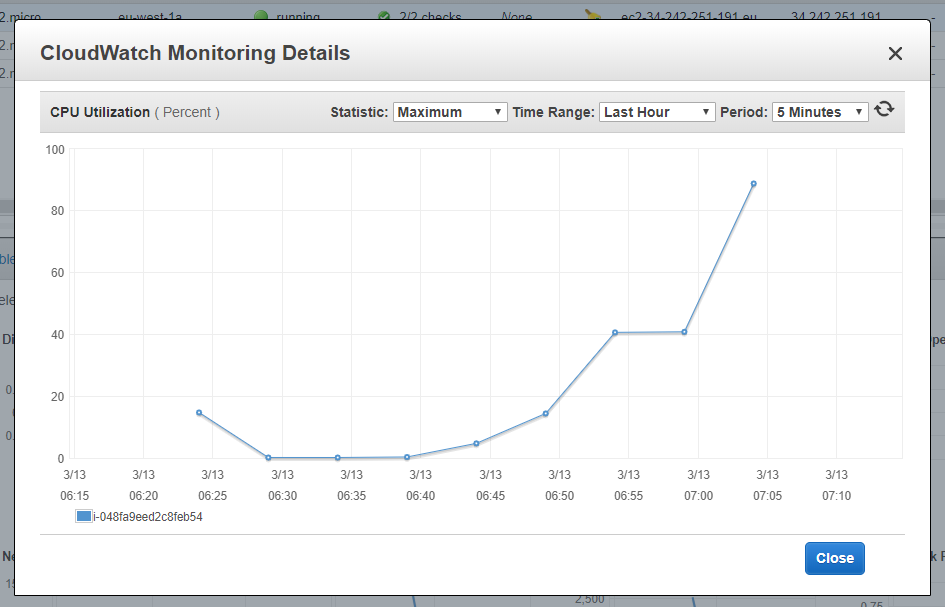 2.micro eu-west-1a running 2/2 checks None ec2-34-242-251-191.eu 34.242.251.191 -
CloudWatch Monitoring Details
CPU Utilization ( Percent ) Statistic: Maximum Time Range: Last Hour Period: 5 Minutes
100
80
60
40
20
0
3/13 3/13 3/13 3/13 3/13 3/13 3/13 3/13 3/13 3/13 3/13 3/13
06:15 06:20 06:25 06:30 06:35 06:40 06:45 06:50 06:55 07:00 07:05 07:10
i-048fa9eed2c8feb54
Close
2,500
0.75